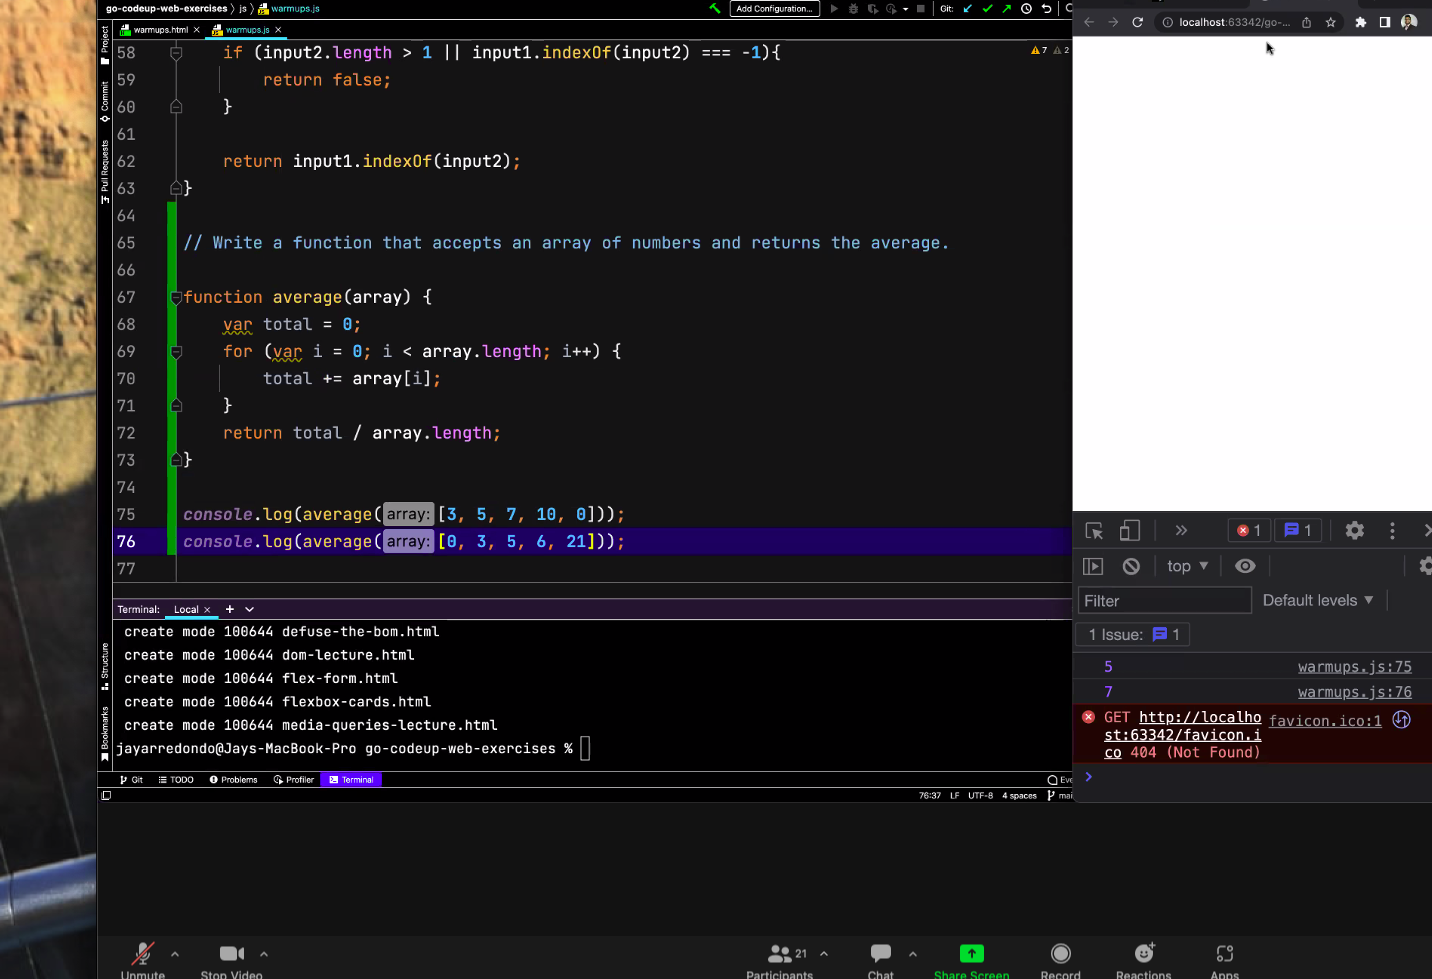 go-codeup-web-exercises › js › warmups.js
Add Configuration...
Git:
localhost:63342/go-...
warmups.html ×
warmups.js ×
Project
Commit
Pull Requests
58 if (input2.length > 1 || input1.indexOf(input2) === -1){
7 2
59 return false;
60 }
61
62 return input1.indexOf(input2);
63 }
64
65 // Write a function that accepts an array of numbers and returns the average.
66
67 function average(array) {
68 var total = 0;
69 for (var i = 0; i < array.length; i++) {
70 total += array[i];
71 }
72 return total / array.length;
73 }
74
75 console.log(average( array: [3, 5, 7, 10, 0]));
76 console.log(average( array: [0, 3, 5, 6, 21]));
77
Terminal: Local × +
create mode 100644 defuse-the-bom.html
create mode 100644 dom-lecture.html
create mode 100644 flex-form.html
create mode 100644 flexbox-cards.html
create mode 100644 media-queries-lecture.html
jayarredondo@Jays-MacBook-Pro go-codeup-web-exercises %
Structure
Bookmarks
Git TODO Problems Profiler Terminal
Eve
76:37 LF UTF-8 4 spaces mai
» 1 1
top ▼
Filter
Default levels ▼
1 Issue: 1
5 warmups.js:75
7 warmups.js:76
GET http://localho favicon.ico:1
st:63342/favicon.i
co 404 (Not Found)
>
21
Unmute Stop Video Participants Chat Share Screen Record Reactions Apps